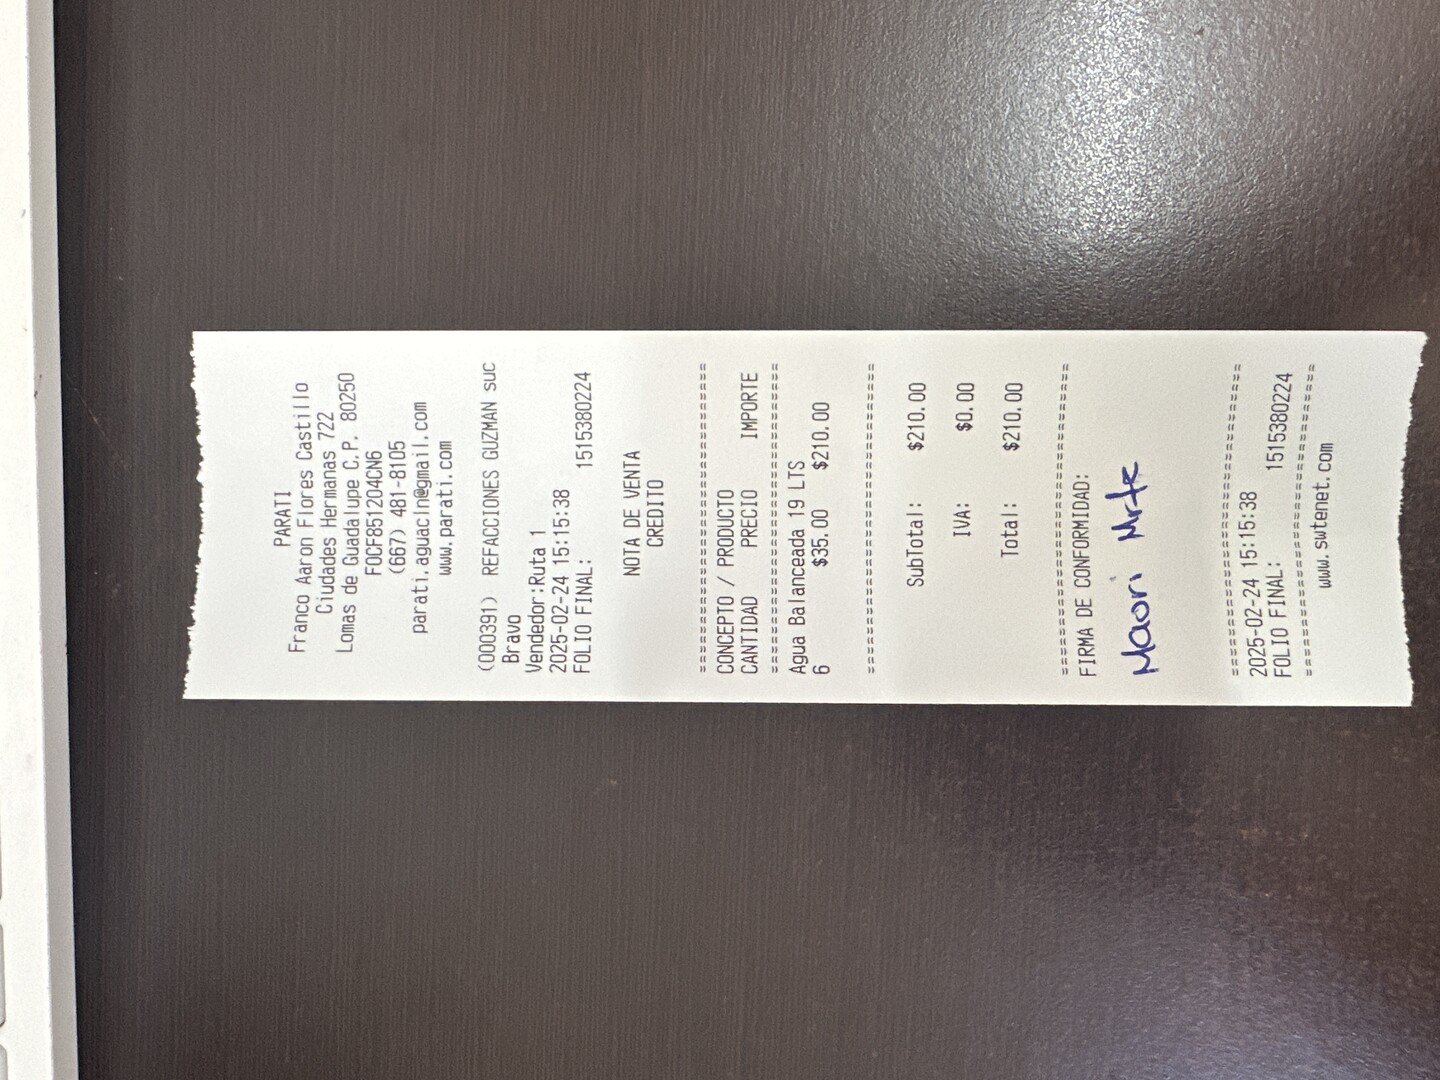 PARATI
Franco Aaron Flores Castillo
Ciudades Hermanas 722
Lomas de Guadalupe C.P. 80250
FOCF851204CN6
(667) 481-8105
parati.aguacln@gmail.com
www.parati.com
(000391) REFACCIONES GUZMAN suc
Bravo
Vendedor:Ruta 1
2025-02-24 15:15:38
FOLIO FINAL: 1515380224
NOTA DE VENTA
CREDITO
===============================
CONCEPTO / PRODUCTO
CANTIDAD PRECIO IMPORTE
===============================
Agua Balanceada 19 LTS
6 $35.00 $210.00
===============================
SubTotal: $210.00
IVA: $0.00
Total: $210.00
===============================
FIRMA DE CONFORMIDAD:
Maori Mrtz
===============================
2025-02-24 15:15:38
FOLIO FINAL: 1515380224
===============================
www.swtenet.com